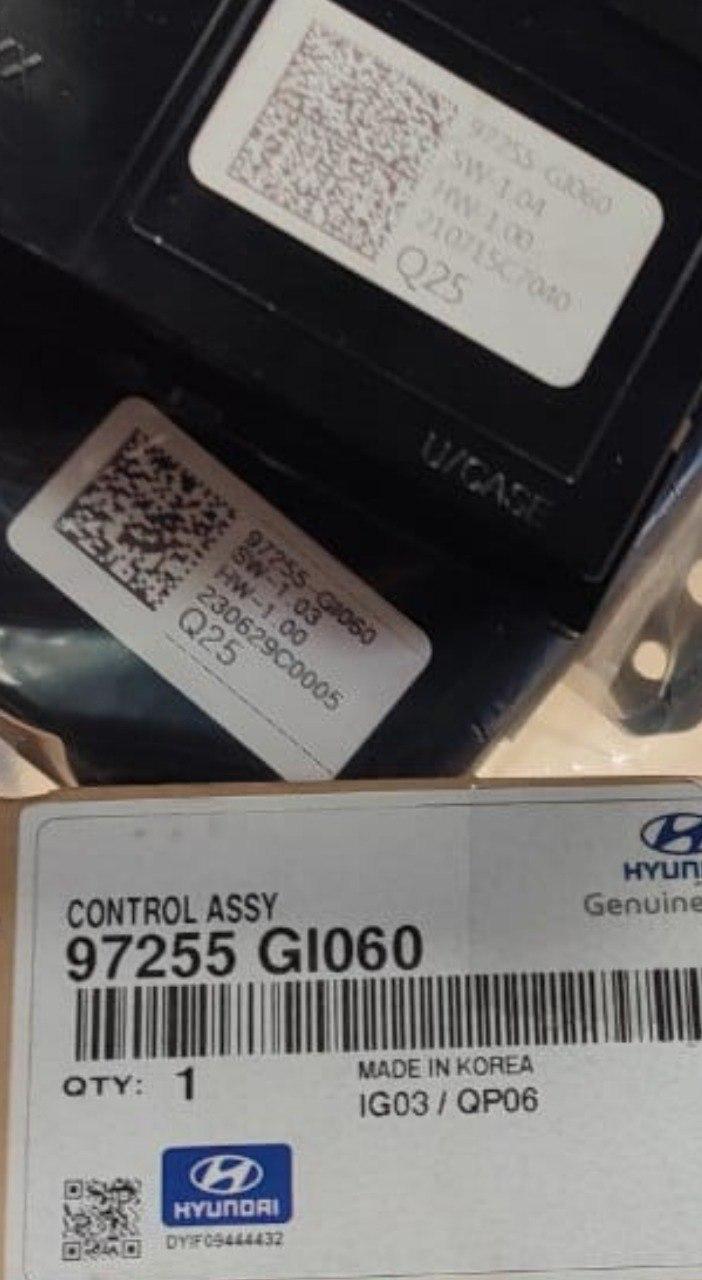 97255-GI060
SW-1.04
HW-1.00
210715C7040
Q25
U/CASE
97255-GI060
SW-1.03
HW-1.00
230629C0005
Q25
HYUN
Genuine
CONTROL ASSY
97255 GI060
QTY: 1
MADE IN KOREA
IG03 / QP06
HYUNDAI
DYIF09444432